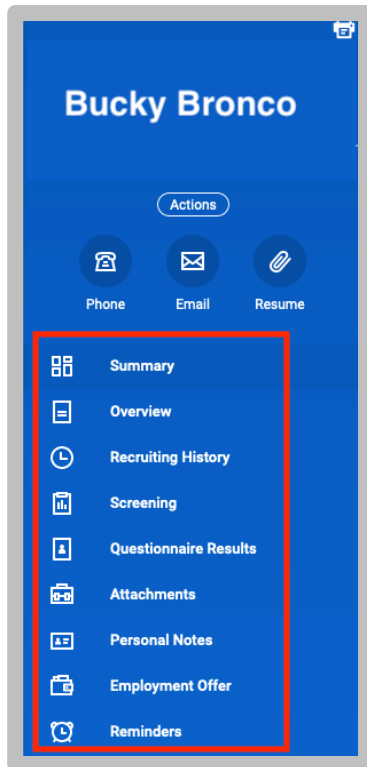 Bucky Bronco
Actions
Phone Email Resume
Summary
Overview
Recruiting History
Screening
Questionnaire Results
Attachments
Personal Notes
Employment Offer
Reminders